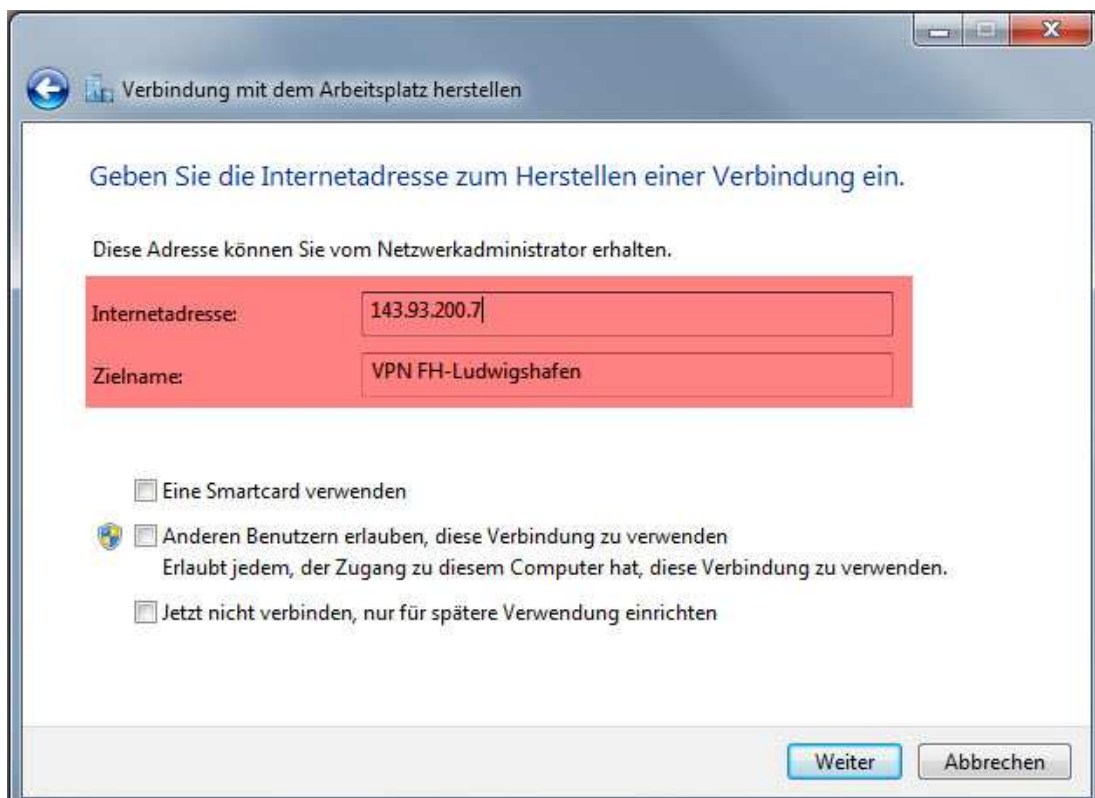 Verbindung mit dem Arbeitsplatz herstellen
Geben Sie die Internetadresse zum Herstellen einer Verbindung ein.
Diese Adresse können Sie vom Netzwerkadministrator erhalten.
Internetadresse: 143.93.200.7
Zielname: VPN FH-Ludwigshafen
Eine Smartcard verwenden
Anderen Benutzern erlauben, diese Verbindung zu verwenden
Erlaubt jedem, der Zugang zu diesem Computer hat, diese Verbindung zu verwenden.
Jetzt nicht verbinden, nur für spätere Verwendung einrichten
Weiter Abbrechen